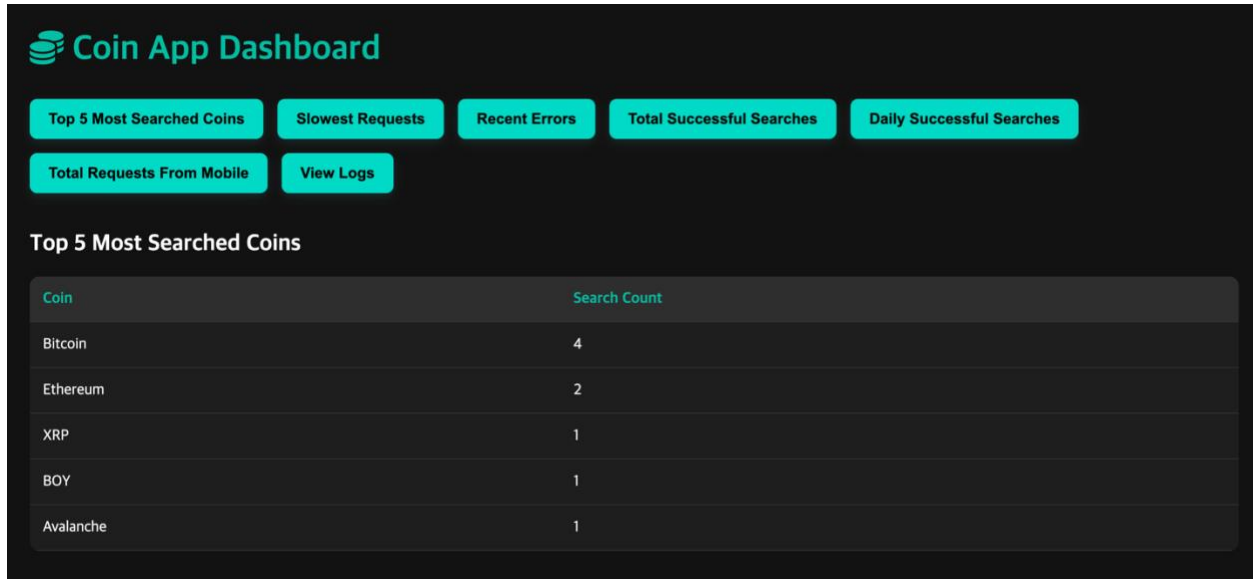 Coin App Dashboard
Top 5 Most Searched Coins Slowest Requests Recent Errors Total Successful Searches Daily Successful Searches
Total Requests From Mobile View Logs
Top 5 Most Searched Coins
Coin Search Count
Bitcoin 4
Ethereum 2
XRP 1
BOY 1
Avalanche 1